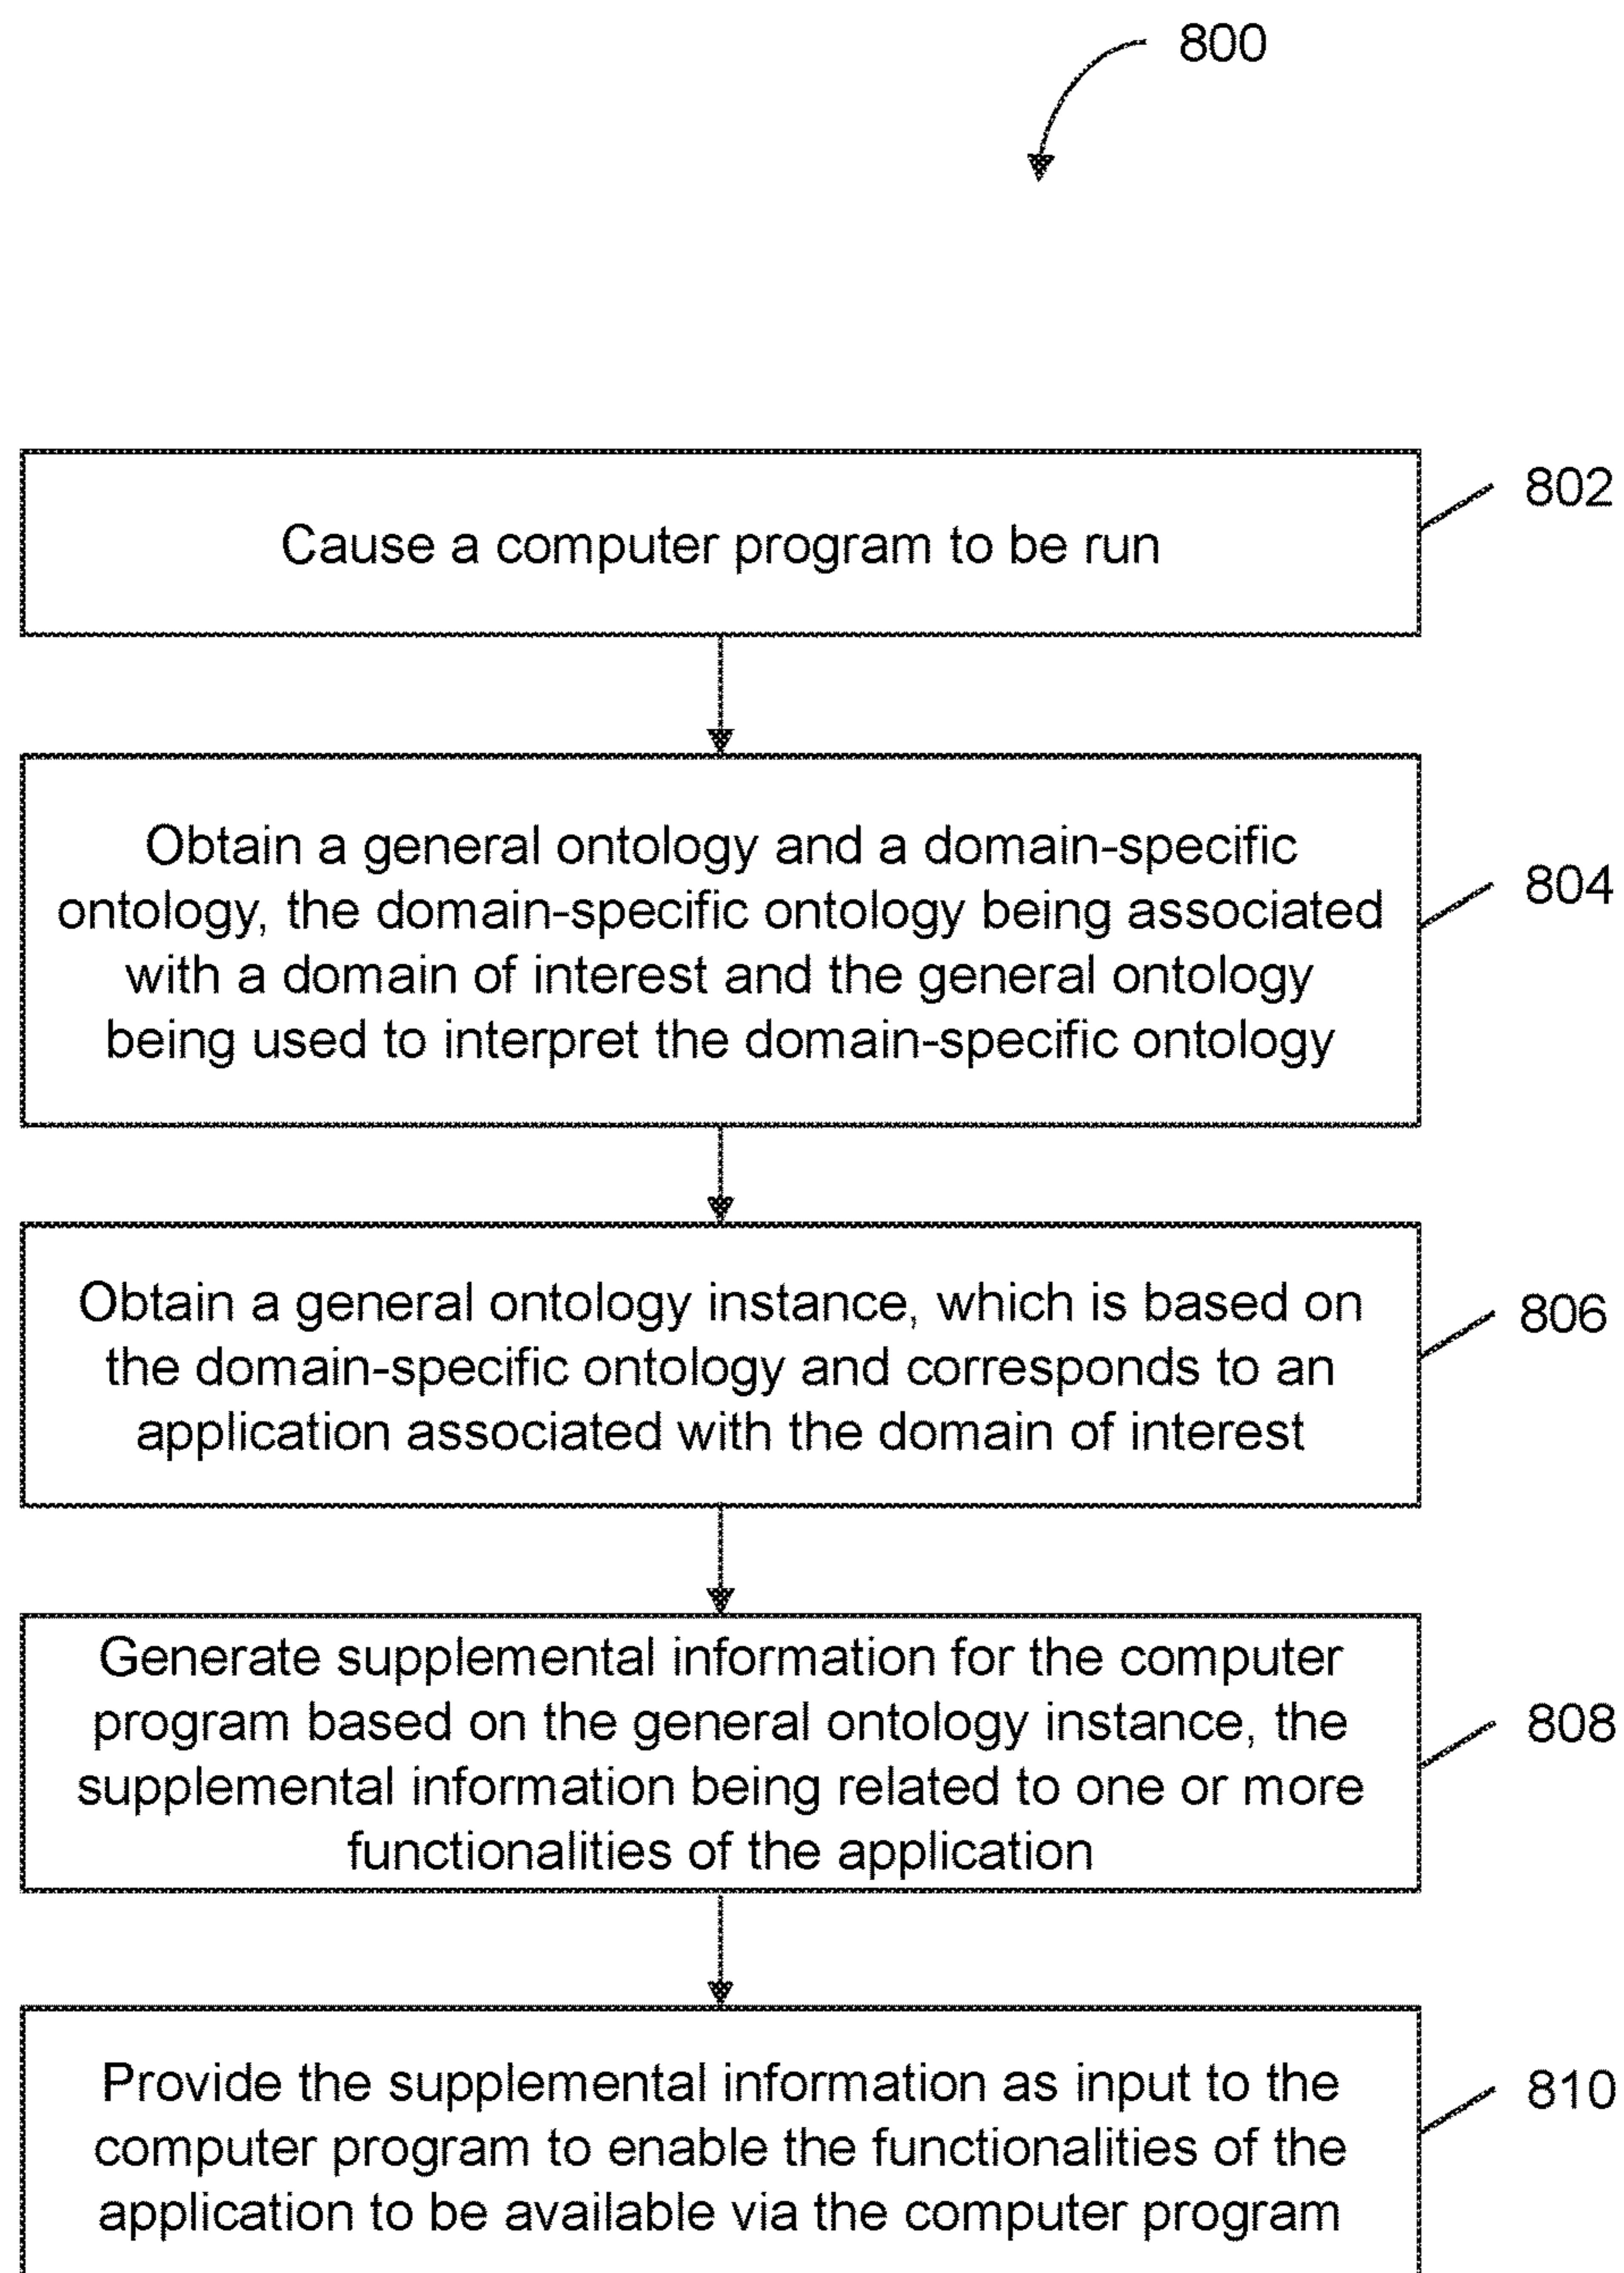 800
Cause a computer program to be run
802
Obtain a general ontology and a domain-specific
ontology, the domain-specific ontology being associated
with a domain of interest and the general ontology
being used to interpret the domain-specific ontology
804
Obtain a general ontology instance, which is based on
the domain-specific ontology and corresponds to an
application associated with the domain of interest
806
Generate supplemental information for the computer
program based on the general ontology instance, the
supplemental information being related to one or more
functionalities of the application
808
Provide the supplemental information as input to the
computer program to enable the functionalities of the
application to be available via the computer program
810